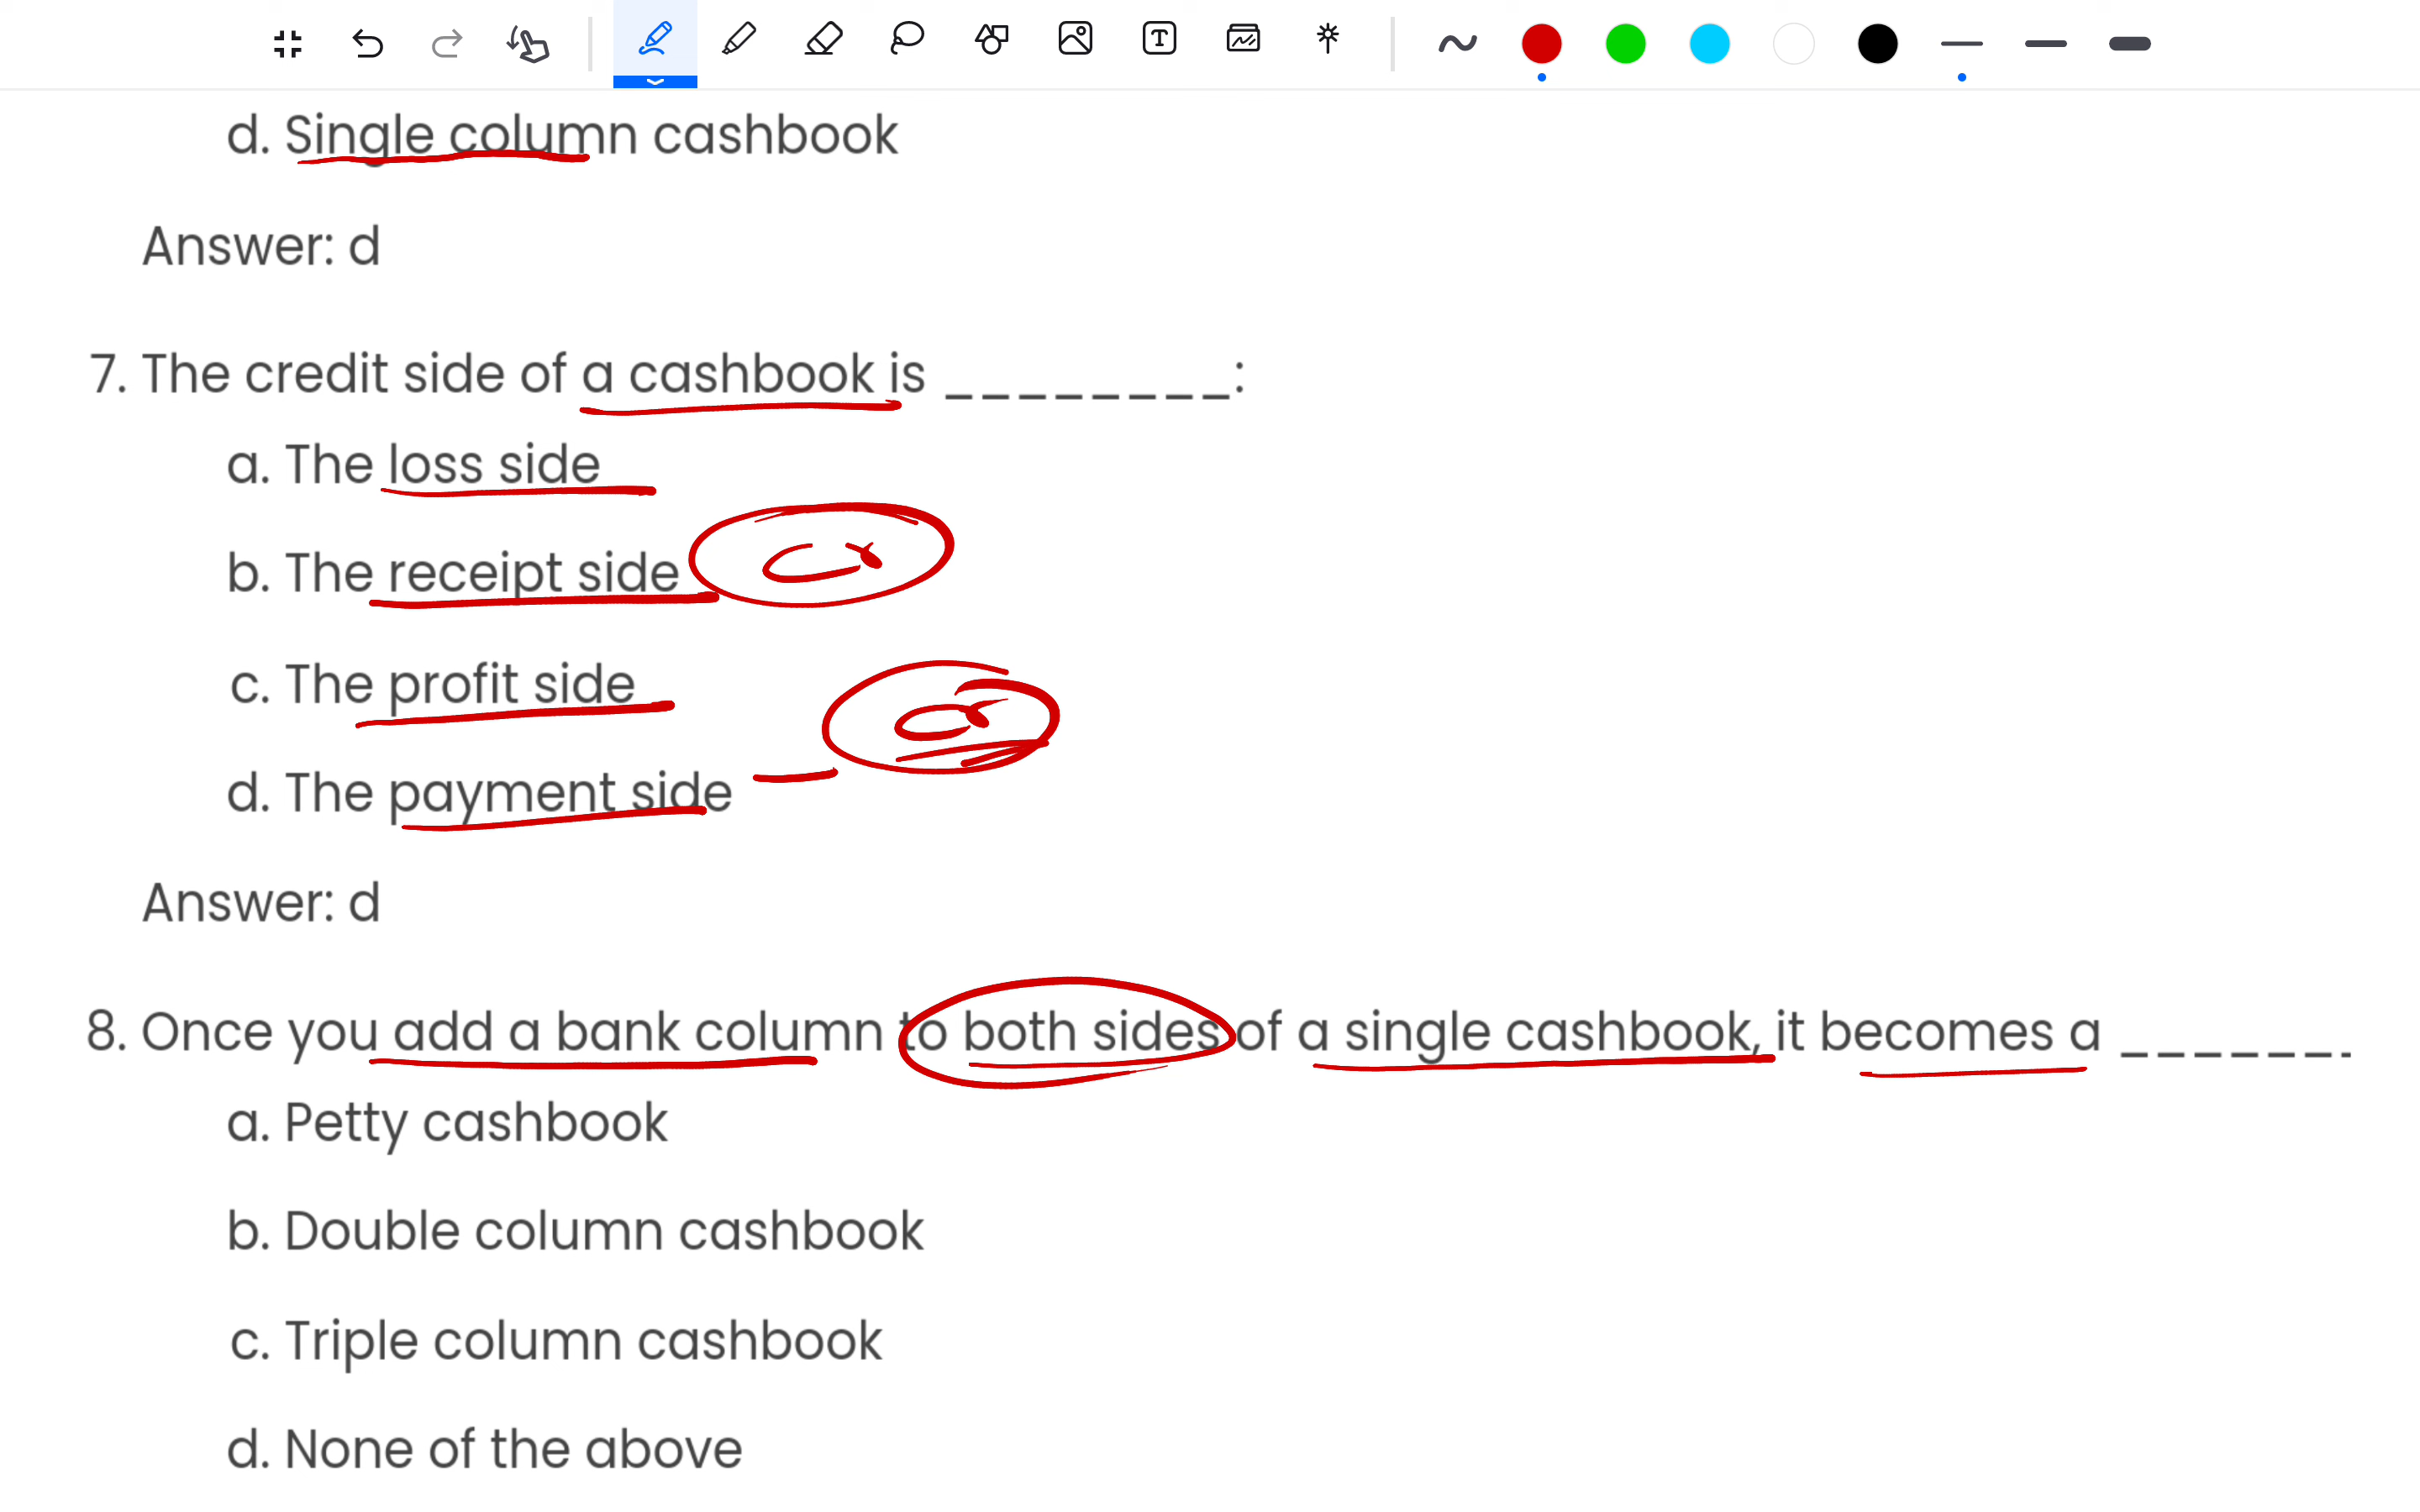 d. Single column cashbook
Answer: d
7. The credit side of a cashbook is ________:
a. The loss side
b. The receipt side
c. The profit side
d. The payment side
Answer: d
8. Once you add a bank column to both sides of a single cashbook, it becomes a _______.
a. Petty cashbook
b. Double column cashbook
c. Triple column cashbook
d. None of the above